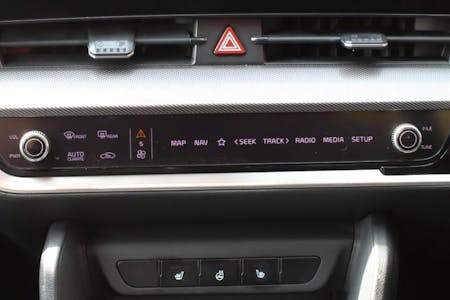 VOL
PWR
FRONT
REAR
AUTO
CLIMATE
MAP NAV < SEEK TRACK > RADIO MEDIA SETUP
FILE
TUNE